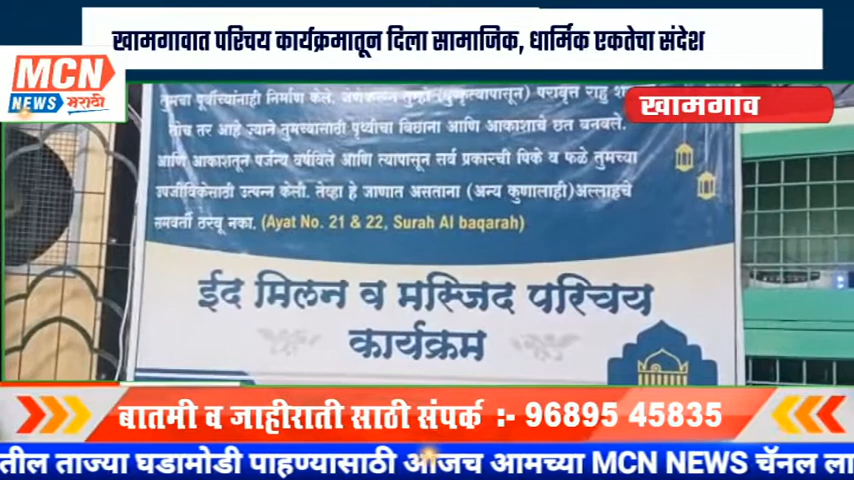 खामगावात परिचय कार्यक्रमातून दिला सामाजिक, धार्मिक एकतेचा संदेश
MCN
NEWS मराठी
खामगाव
तुमचा पूर्वीच्यांनाही निर्माण केले. जेणेकरून तुम्ही (दुष्कृत्यापासून) परावृत्त राहू
तोच तर आहे ज्याने तुमच्यासाठी पृथ्वीचा बिछाना आणि आकाशाचे छत बनवले.
आणि आकाशातून पर्जन्य वर्षविले आणि त्यापासून सर्व प्रकारची पिके व फळे तुमच्या
उपजीविकेसाठी उत्पन्न केली. तेव्हा हे जाणात असताना (अन्य कुणालाही) अल्लाहचे
समवर्ती ठरवू नका. (Ayat No. 21 & 22, Surah Al baqarah)
ईद मिलन व मस्जिद परिचय
कार्यक्रम
बातमी व जाहीराती साठी संपर्क :- 96895 45835
तील ताज्या घडामोडी पाहण्यासाठी आजच आमच्या MCN NEWS चॅनल ला